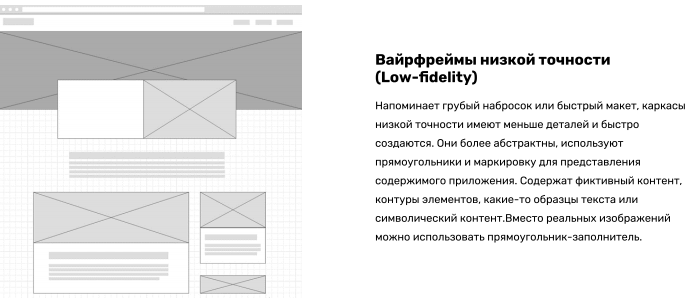 Вайрфреймы низкой точности
(Low-fidelity)
Напоминает грубый набросок или быстрый макет, каркасы
низкой точности имеют меньше деталей и быстро
создаются. Они более абстрактны, используют
прямоугольники и маркировку для представления
содержимого приложения. Содержат фиктивный контент,
контуры элементов, какие-то образцы текста или
символический контент.Вместо реальных изображений
можно использовать прямоугольник-заполнитель.